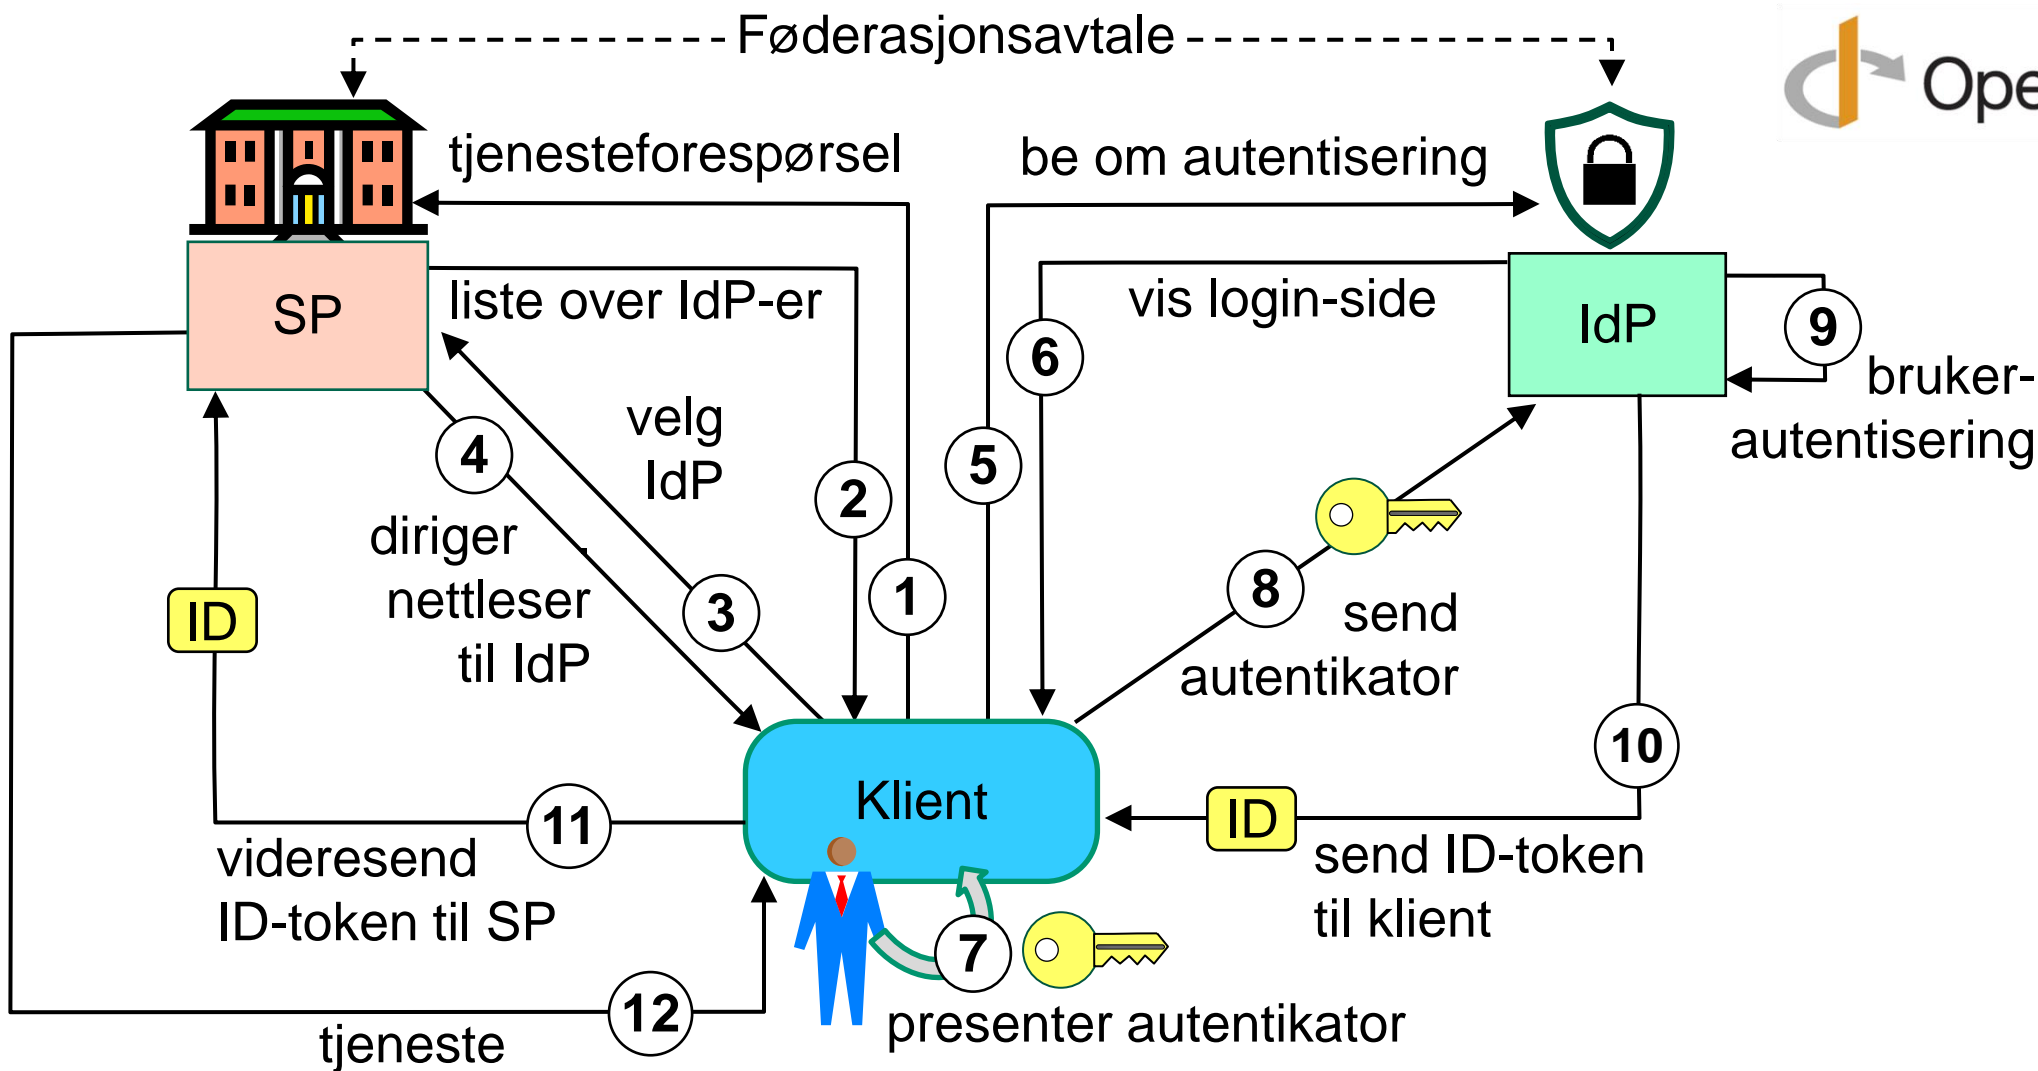 Føderasjonsavtale
Ope
tjenesteforespørsel
be om autentisering
SP
liste over IdP-er
vis login-side
IdP
9
6
bruker-
autentisering
velg
IdP
4
5
2
diriger
nettleser
til IdP
8
1
3
ID
send
autentikator
10
Klient
11
ID
videresend
ID-token til SP
send ID-token
til klient
7
12
presenter autentikator
tjeneste